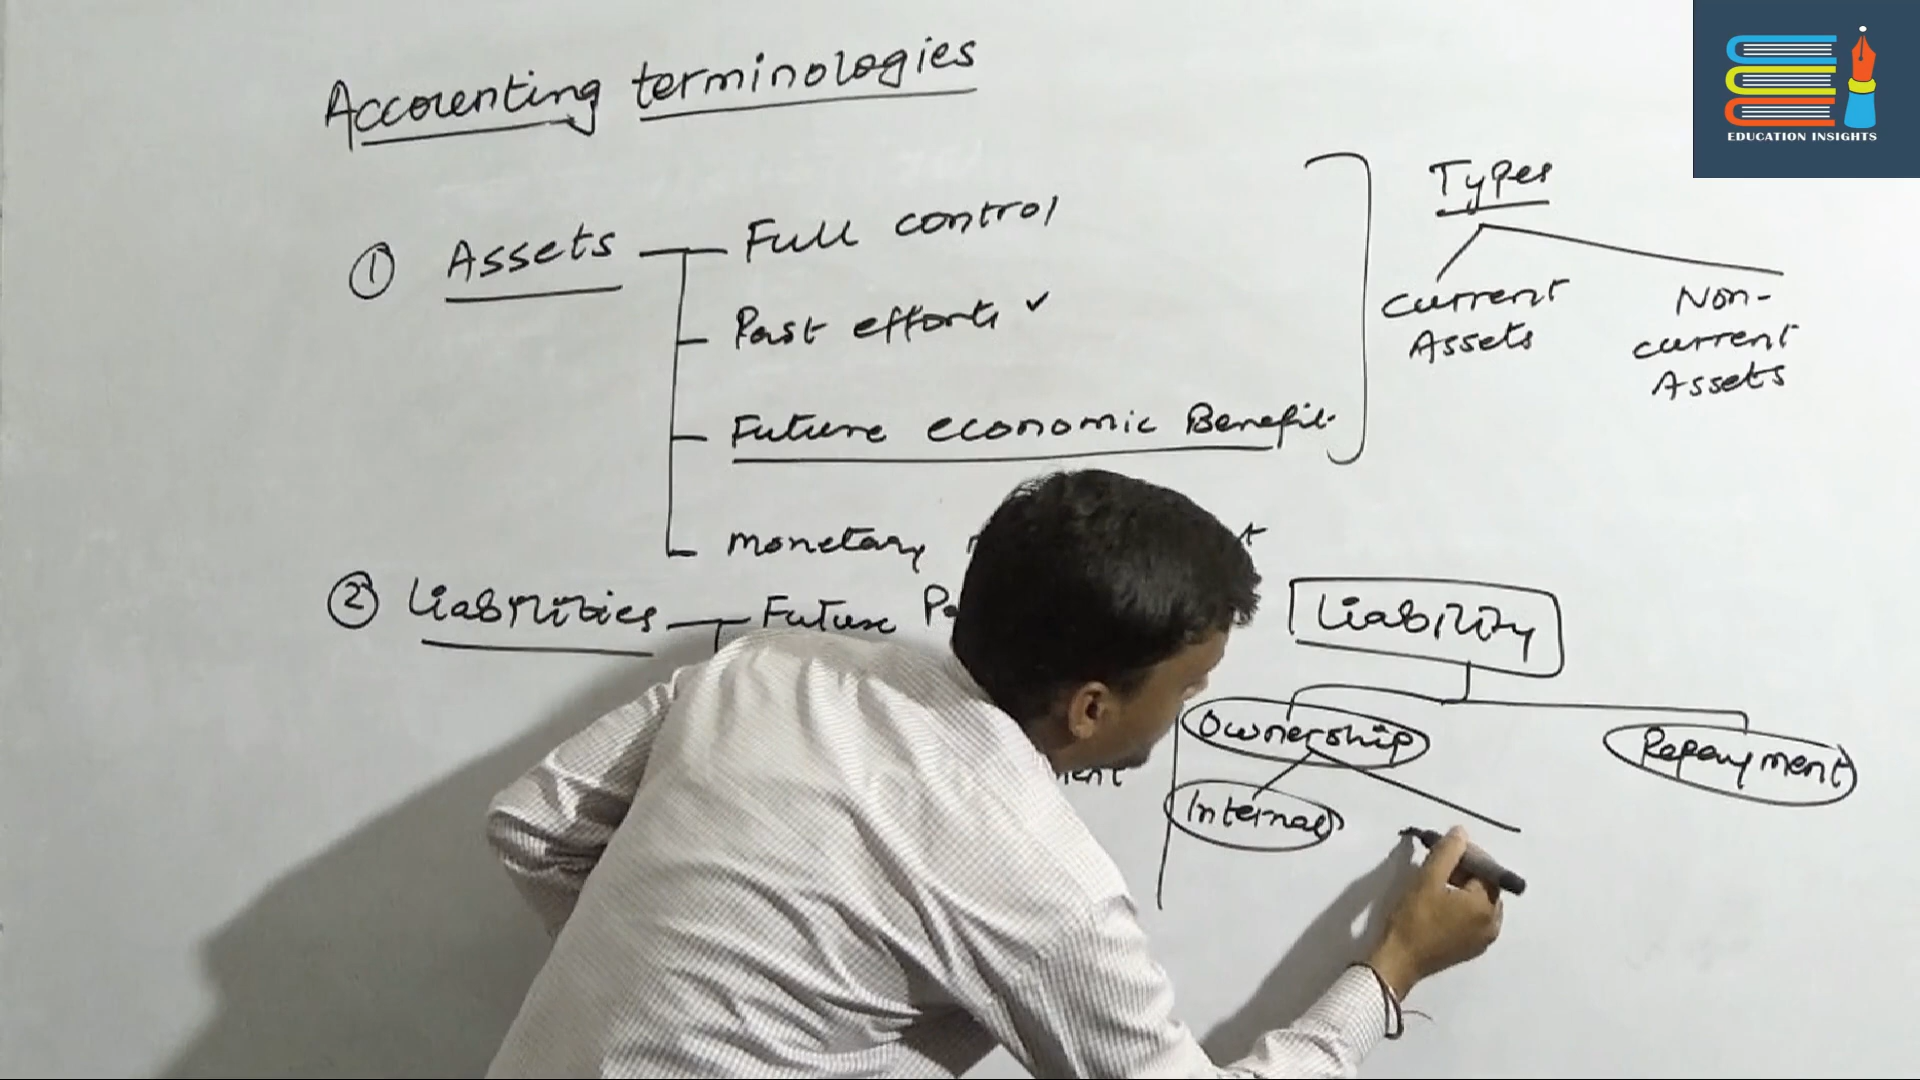 Accounting terminologies
① Assets
Full control
Past efforts ✓
Future economic Benefit
monetary
Types
Current
Assets
Non-
current
Assets
② Liabilities
Future
Liability
Ownership
Repayment
Internal
EDUCATION INSIGHTS